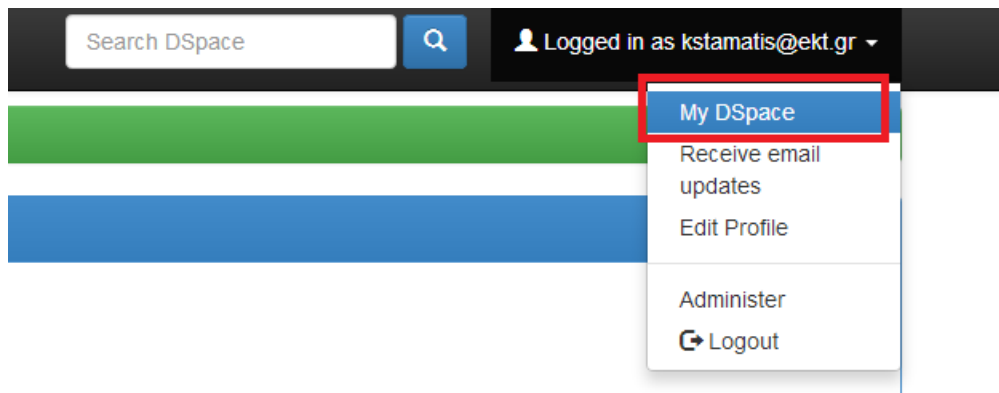 Search DSpace
Logged in as kstamatis@ekt.gr
My DSpace
Receive email
updates
Edit Profile
Administer
Logout